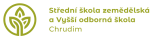 Střední škola zemědělská
a Vyšší odborná škola
Chrudim